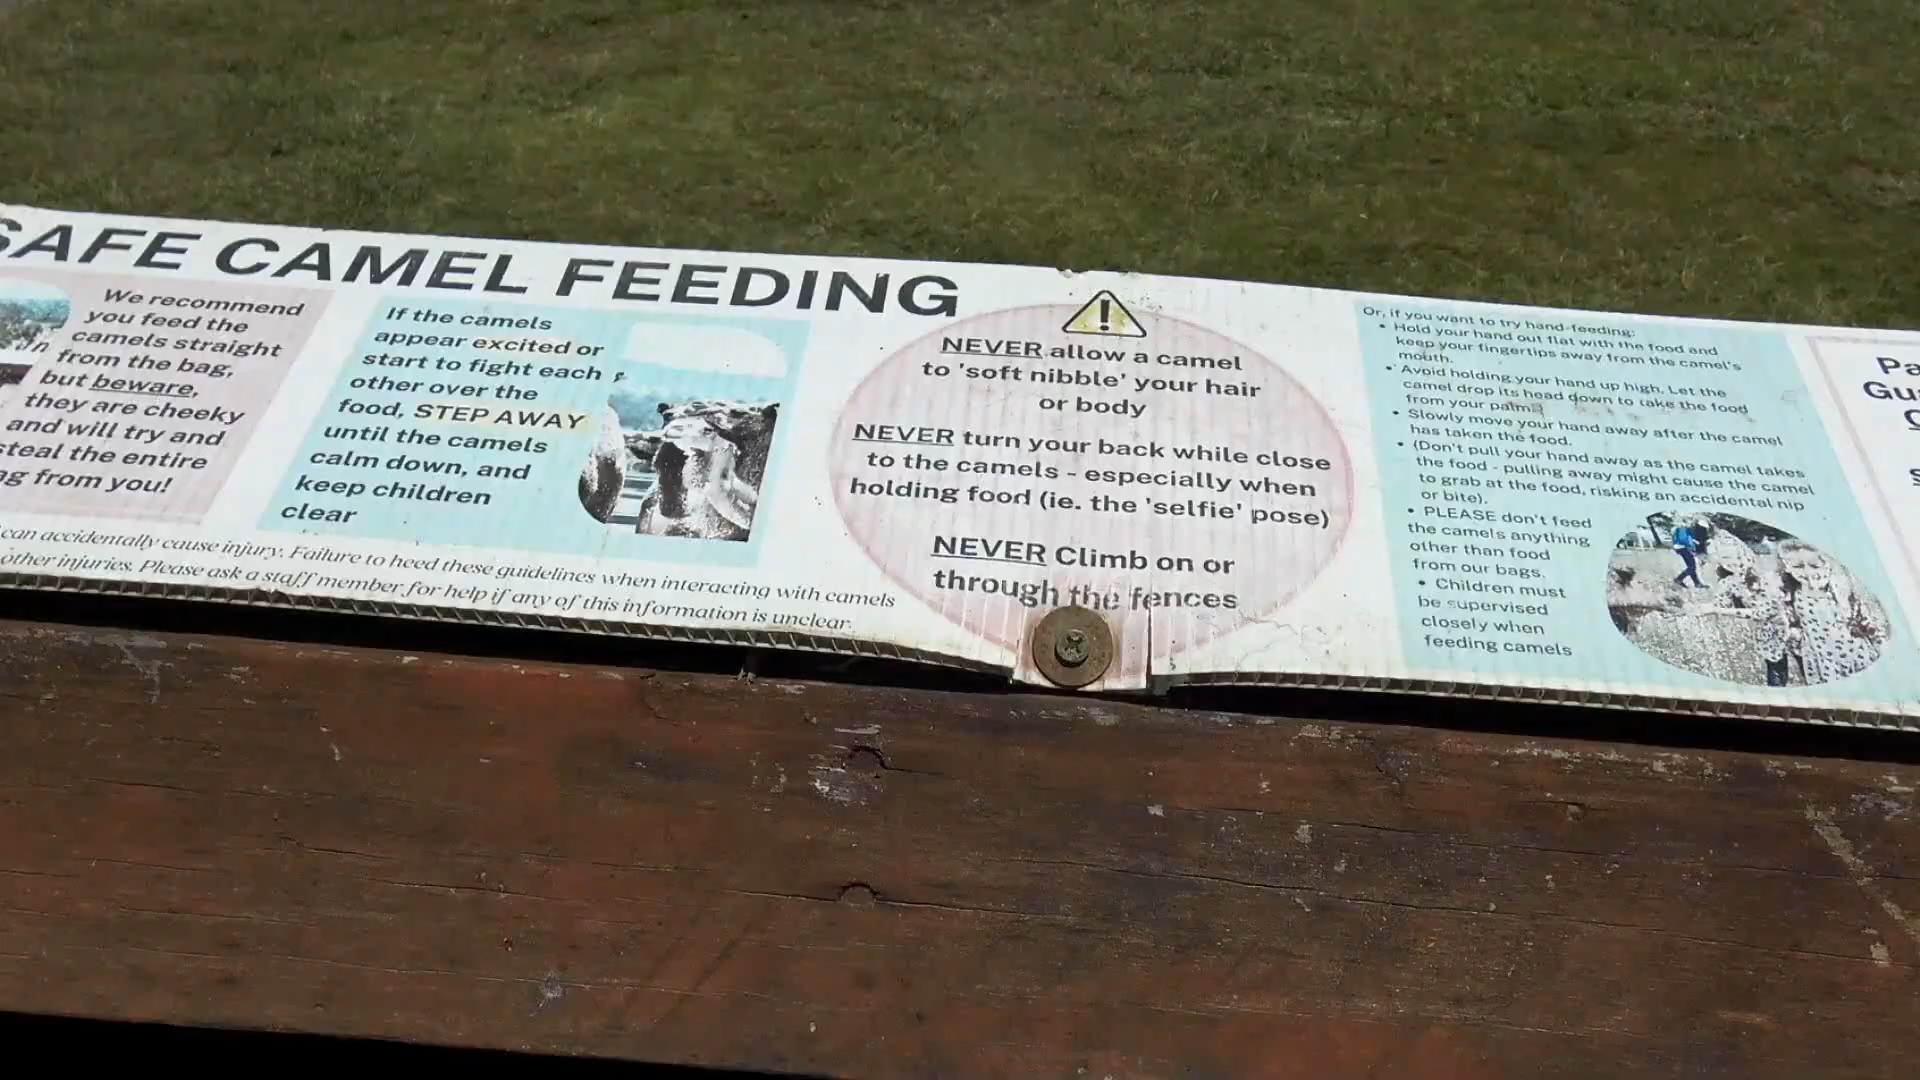 SAFE CAMEL FEEDING
We recommend
you feed the
camels straight
from the bag,
but beware,
they are cheeky
and will try and
steal the entire
from you!
If the camels
appear excited or
start to fight each
other over the
food, STEP AWAY
until the camels
calm down, and
keep children
clear
can accidentally cause injury. Failure to heed these guidelines when interacting with camels
other injuries. Please ask a staff member for help if any of this information is unclear.
NEVER allow a camel
to 'soft nibble' your hair
or body
NEVER turn your back while close
to the camels - especially when
holding food (ie. the 'selfie' pose)
NEVER Climb on or
through the fences
Or, if you want to try hand-feeding:
• Hold your hand out flat with the food and
keep your fingertips away from the camel's
mouth.
• Avoid holding your hand up high. Let the
camel drop its head down to take the food
from your palm.
• Slowly move your hand away after the camel
has taken the food.
• (Don't pull your hand away as the camel takes
the food - pulling away might cause the camel
to grab at the food, risking an accidental nip
or bite).
• PLEASE don't feed
the camels anything
other than food
from our bags.
• Children must
be supervised
closely when
feeding camels